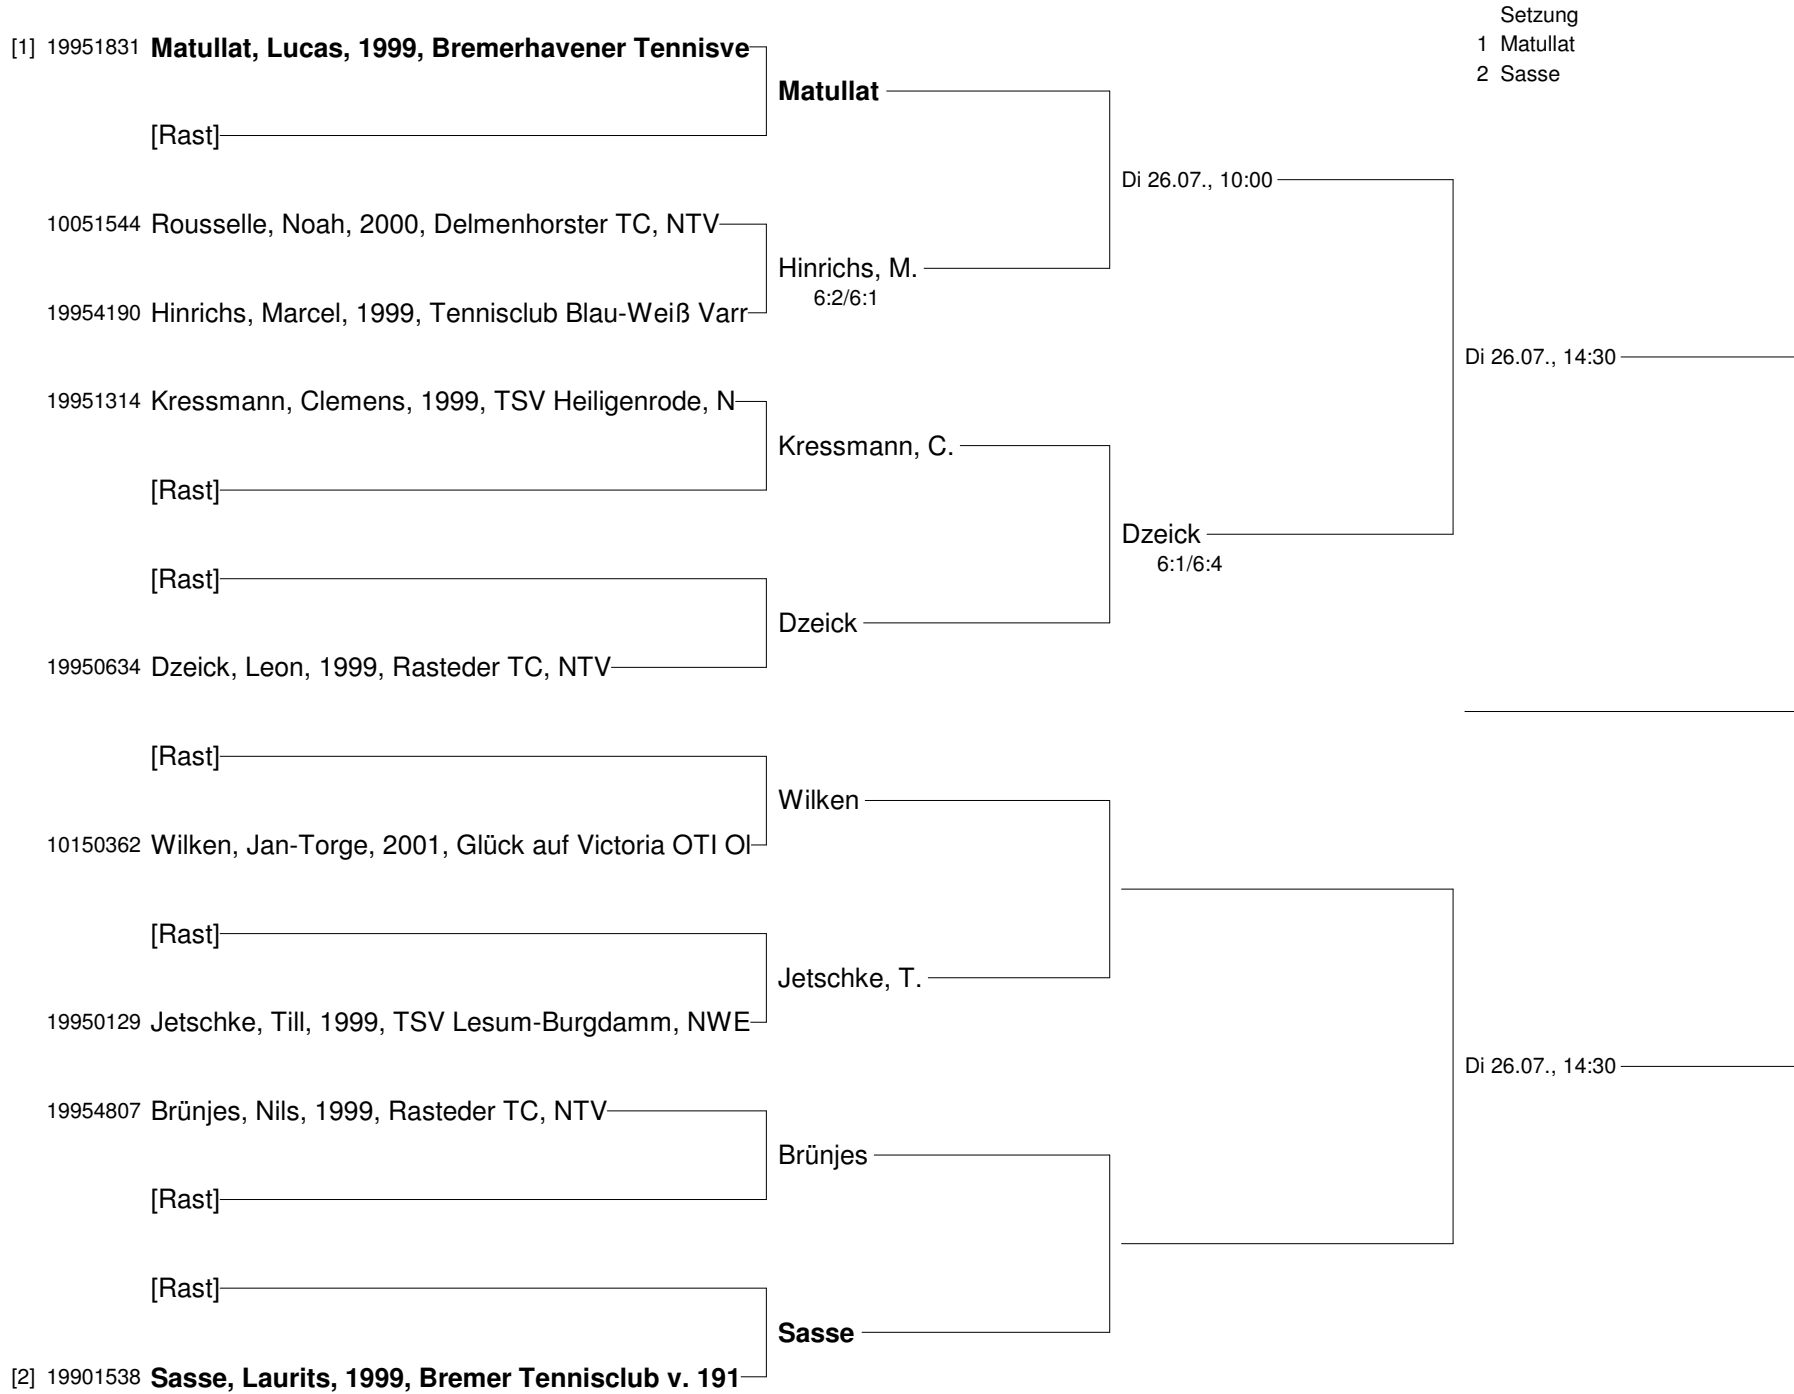 Setzung
1 Matullat
2 Sasse
[1] 19951831 Matullat, Lucas, 1999, Bremerhavener Tennisve
Matullat
[Rast]
Di 26.07., 10:00
10051544 Rousselle, Noah, 2000, Delmenhorster TC, NTV
Hinrichs, M.
6:2/6:1
19954190 Hinrichs, Marcel, 1999, Tennisclub Blau-Weiß Varr
Di 26.07., 14:30
19951314 Kressmann, Clemens, 1999, TSV Heiligenrode, N
Kressmann, C.
[Rast]
Dzeick
6:1/6:4
[Rast]
Dzeick
19950634 Dzeick, Leon, 1999, Rasteder TC, NTV
[Rast]
Wilken
10150362 Wilken, Jan-Torge, 2001, Glück auf Victoria OTI Ol
[Rast]
Jetschke, T.
19950129 Jetschke, Till, 1999, TSV Lesum-Burgdamm, NWE
Di 26.07., 14:30
19954807 Brünjes, Nils, 1999, Rasteder TC, NTV
Brünjes
[Rast]
[Rast]
Sasse
[2] 19901538 Sasse, Laurits, 1999, Bremer Tennisclub v. 191